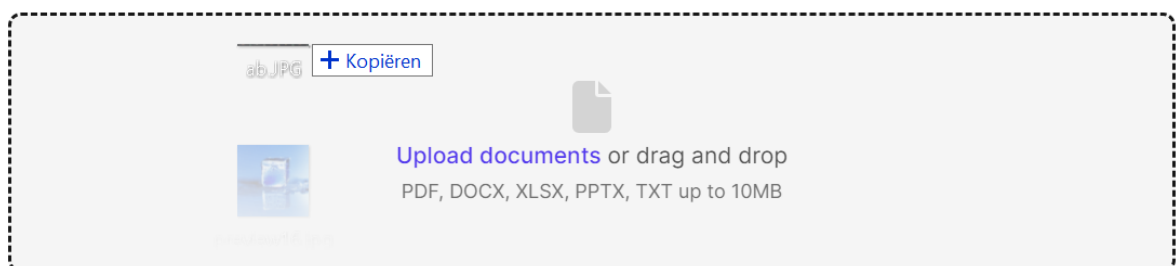 ab.JPG
+ Kopiëren
Upload documents or drag and drop
PDF, DOCX, XLSX, PPTX, TXT up to 10MB